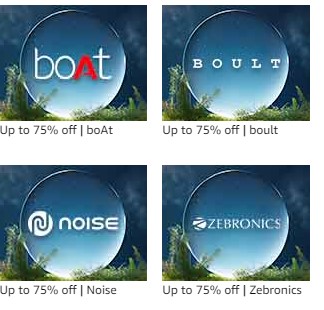 boAt
BOULT
Up to 75% off | boAt
Up to 75% off | boult
NOISE
ZEBRONICS
Up to 75% off | Noise
Up to 75% off | Zebronics